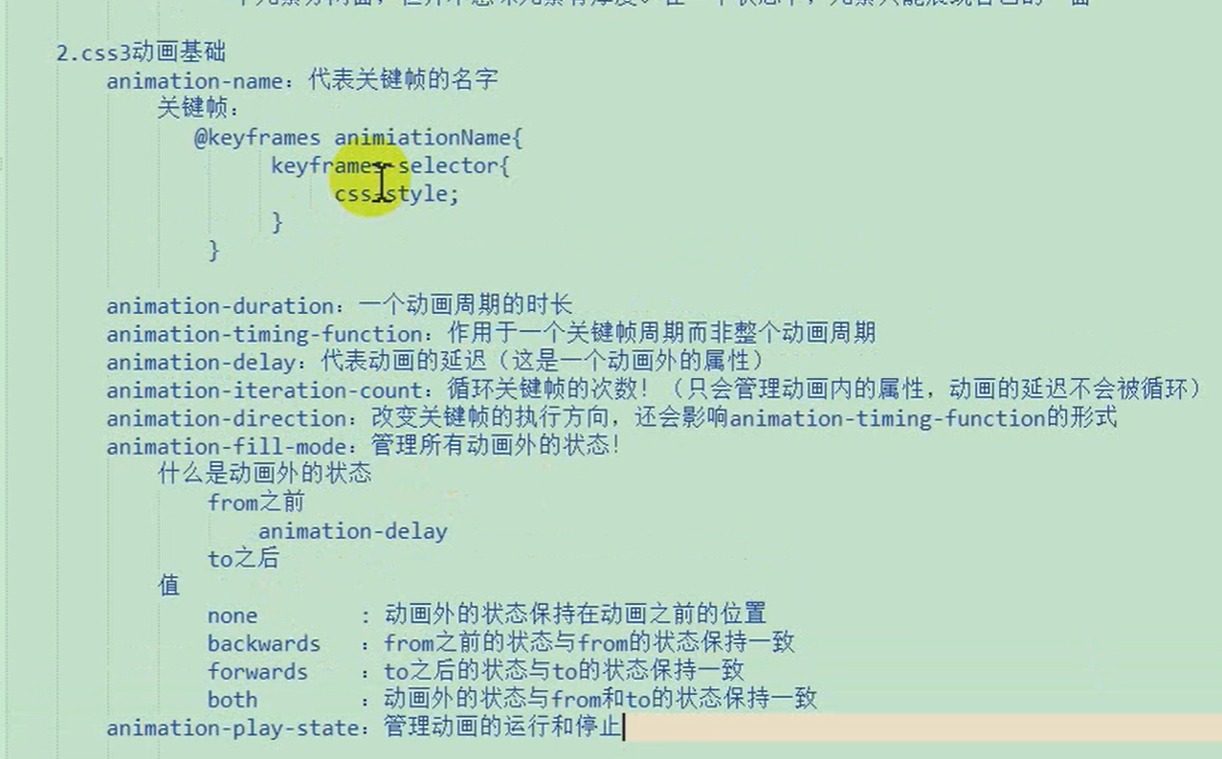 2.css3动画基础
animation-name：代表关键帧的名字
关键帧：
@keyframes animiationName{
keyframes-selector{
css-style;
}
}
animation-duration：一个动画周期的时长
animation-timing-function：作用于一个关键帧周期而非整个动画周期
animation-delay：代表动画的延迟（这是一个动画外的属性）
animation-iteration-count：循环关键帧的次数！（只会管理动画内的属性，动画的延迟不会被循环）
animation-direction：改变关键帧的执行方向，还会影响animation-timing-function的形式
animation-fill-mode：管理所有动画外的状态！
什么是动画外的状态
from之前
animation-delay
to之后
值
none ：动画外的状态保持在动画之前的位置
backwards ：from之前的状态与from的状态保持一致
forwards ：to之后的状态与to的状态保持一致
both ：动画外的状态与from和to的状态保持一致
animation-play-state：管理动画的运行和停止